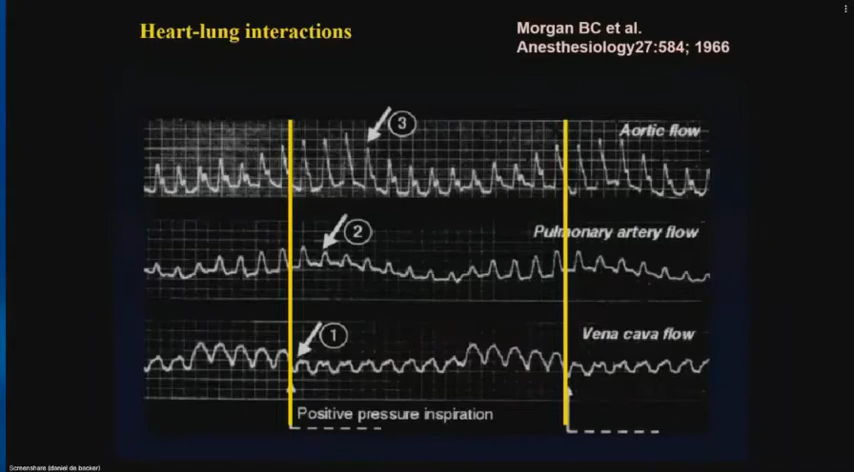 Heart-lung interactions
Morgan BC et al.
Anesthesiology27:584; 1966
Aortic flow
3
Pulmonary artery flow
2
Vena cava flow
1
Positive pressure inspiration
Screenshare (daniel de backer)